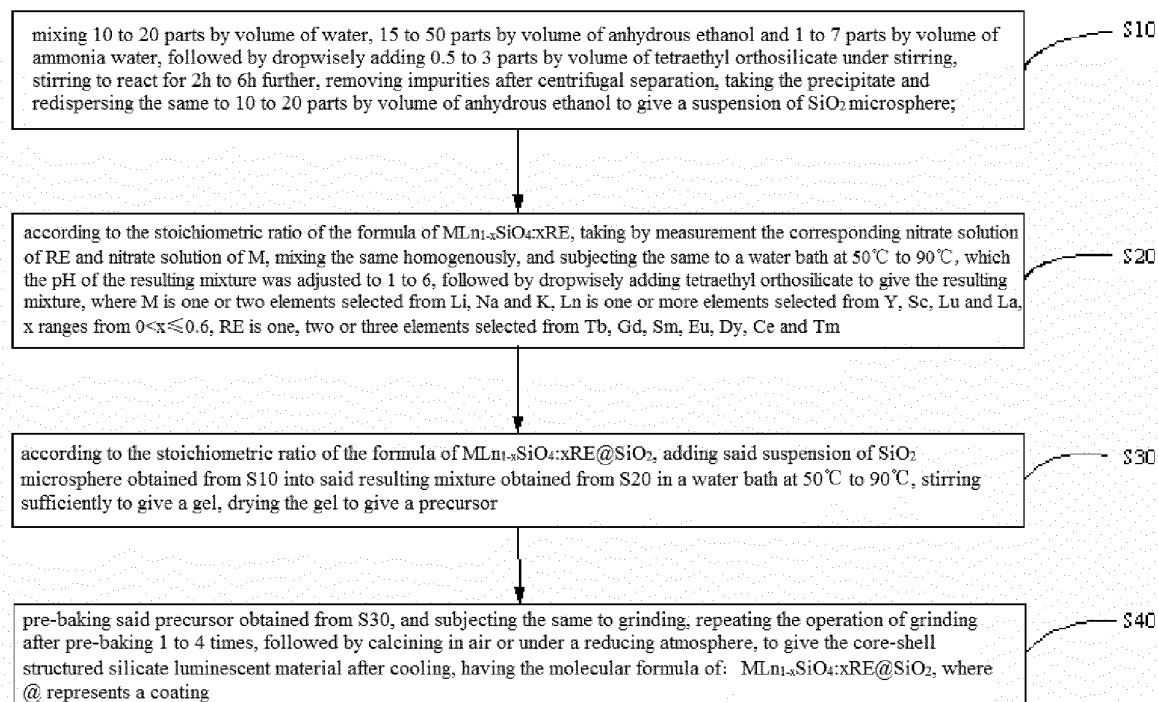 mixing 10 to 20 parts by volume of water, 15 to 50 parts by volume of anhydrous ethanol and 1 to 7 parts by volume of
ammonia water, followed by dropwisely adding 0.5 to 3 parts by volume of tetraethyl orthosilicate under stirring,
stirring to react for 2h to 6h further, removing impurities after centrifugal separation, taking the precipitate and
redispersing the same to 10 to 20 parts by volume of anhydrous ethanol to give a suspension of SiO₂ microsphere;
S10
according to the stoichiometric ratio of the formula of MLn₁₋ₓSiO₄:xRE, taking by measurement the corresponding nitrate solution
of RE and nitrate solution of M, mixing the same homogenously, and subjecting the same to a water bath at 50℃ to 90℃, which
the pH of the resulting mixture was adjusted to 1 to 6, followed by dropwisely adding tetraethyl orthosilicate to give the resulting
mixture, where M is one or two elements selected from Li, Na and K, Ln is one or more elements selected from Y, Sc, Lu and La,
x ranges from 0<x≤0.6, RE is one, two or three elements selected from Tb, Gd, Sm, Eu, Dy, Ce and Tm
S20
according to the stoichiometric ratio of the formula of MLn₁₋ₓSiO₄:xRE@SiO₂, adding said suspension of SiO₂
microsphere obtained from S10 into said resulting mixture obtained from S20 in a water bath at 50℃ to 90℃, stirring
sufficiently to give a gel, drying the gel to give a precursor
S30
pre-baking said precursor obtained from S30, and subjecting the same to grinding, repeating the operation of grinding
after pre-baking 1 to 4 times, followed by calcining in air or under a reducing atmosphere, to give the core-shell
structured silicate luminescent material after cooling, having the molecular formula of: MLn₁₋ₓSiO₄:xRE@SiO₂, where
@ represents a coating
S40